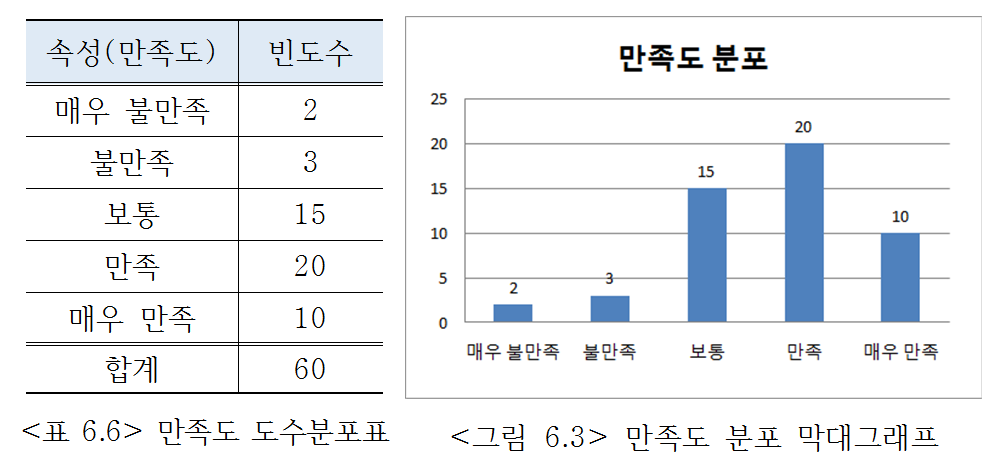 속성(만족도) 빈도수
매우 불만족 2
불만족 3
보통 15
만족 20
매우 만족 10
합계 60
<표 6.6> 만족도 도수분포표
만족도 분포
25
20
15
10
5
0
2
3
15
20
10
매우 불만족 불만족 보통 만족 매우 만족
<그림 6.3> 만족도 분포 막대그래프